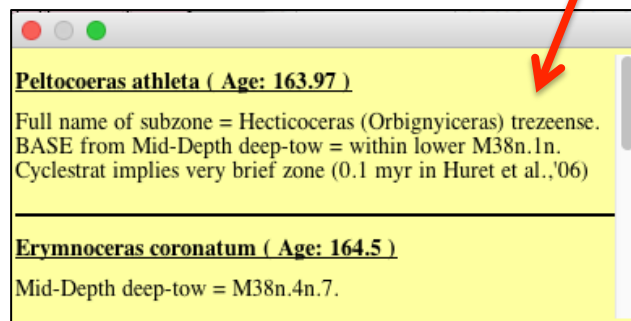 Peltocoeras athleta ( Age: 163.97 )
Full name of subzone = Hecticoceras (Orbignyiceras) trezeense.
BASE from Mid-Depth deep-tow = within lower M38n.1n.
Cyclestrat implies very brief zone (0.1 myr in Huret et al.,'06)
Erymnoceras coronatum ( Age: 164.5 )
Mid-Depth deep-tow = M38n.4n.7.